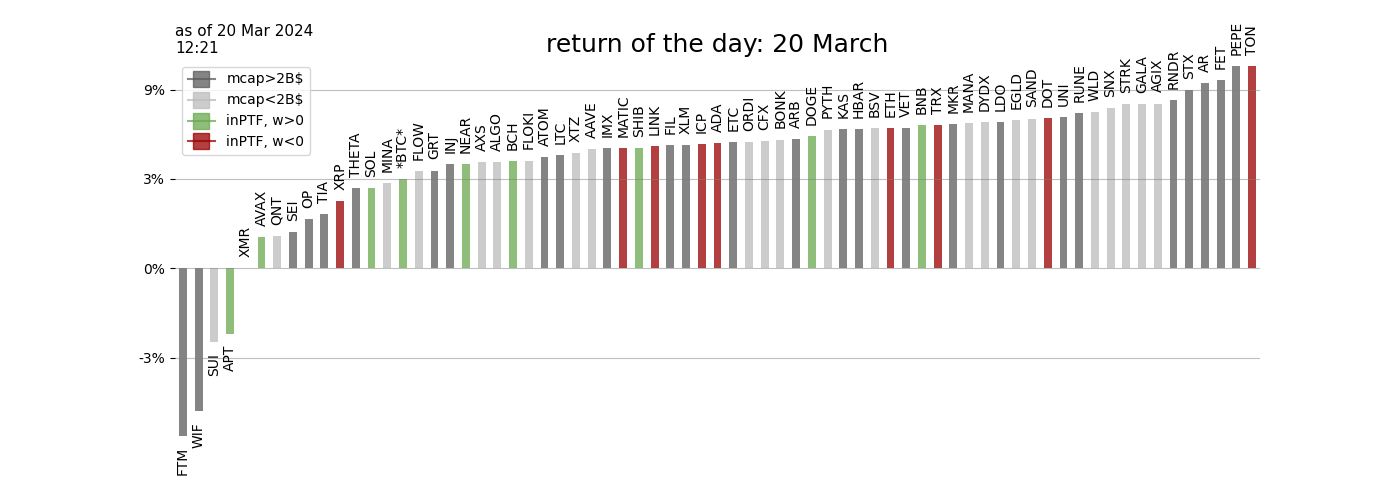 as of 20 Mar 2024
12:21
return of the day: 20 March
mcap>2B$
mcap<2B$
inPTF, w>0
inPTF, w<0
9%
3%
0%
-3%
FTM
WIF
SUI
APT
XMR
AVAX
QNT
SEI
OP
TIA
XRP
THETA
SOL
MINA
*BTC*
FLOW
GRT
INJ
NEAR
AXS
ALGO
BCH
FLOKI
ATOM
LTC
XTZ
AAVE
IMX
MATIC
SHIB
LINK
FIL
XLM
ICP
ADA
ETC
ORDI
CFX
BONK
ARB
DOGE
PYTH
KAS
HBAR
BSV
ETH
VET
BNB
TRX
MKR
MANA
DYDX
LDO
EGLD
SAND
DOT
UNI
RUNE
WLD
SNX
STRK
GALA
AGIX
RNDR
STX
AR
FET
PEPE
TON